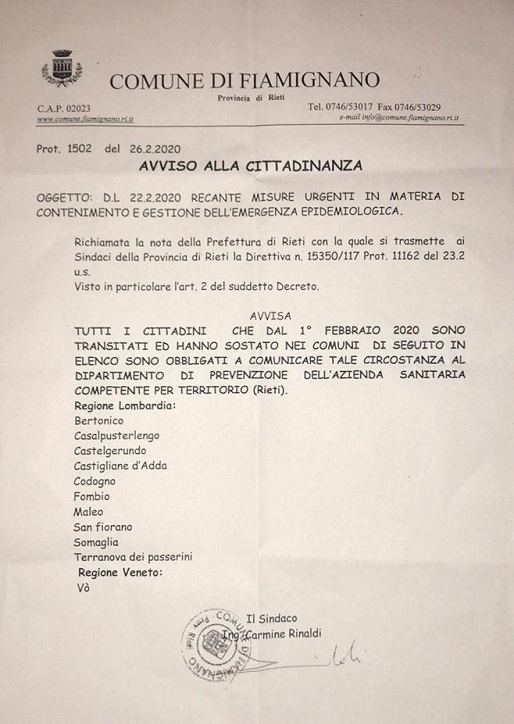 COMUNE DI FIAMIGNANO
Provincia di Rieti
C.A.P. 02023
Tel. 0746/53017 Fax 0746/53029
www.comune.fiamignano.ri.it
e-mail info@comune.fiamignano.ri.it
Prot. 1502 del 26.2.2020
AVVISO ALLA CITTADINANZA
OGGETTO: D.L 22.2.2020 RECANTE MISURE URGENTI IN MATERIA DI
CONTENIMENTO E GESTIONE DELL'EMERGENZA EPIDEMIOLOGICA.
Richiamata la nota della Prefettura di Rieti con la quale si trasmette ai
Sindaci della Provincia di Rieti la Direttiva n. 15350/117 Prot. 11162 del 23.2
u.s.
Visto in particolare l'art. 2 del suddetto Decreto.
AVVISA
TUTTI I CITTADINI CHE DAL 1° FEBBRAIO 2020 SONO
TRANSITATI ED HANNO SOSTATO NEI COMUNI DI SEGUITO IN
ELENCO SONO OBBLIGATI A COMUNICARE TALE CIRCOSTANZA AL
DIPARTIMENTO DI PREVENZIONE DELL'AZIENDA SANITARIA
COMPETENTE PER TERRITORIO (Rieti).
Regione Lombardia:
Bertonico
Casalpusterlengo
Castelgerundo
Castigliane d'Adda
Codogno
Fombio
Maleo
San fiorano
Somaglia
Terranova dei passerini
Regione Veneto:
Vò
Il Sindaco
Ing. Carmine Rinaldi
COMUNE DI FIAMIGNANO